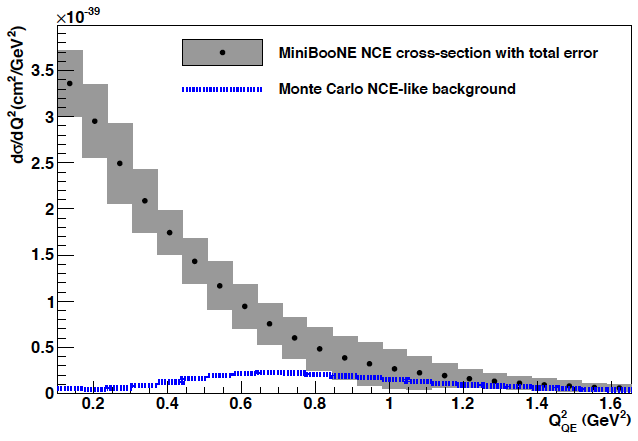 ×10⁻³⁹
dσ/dQ²(cm²/GeV²)
3.5
3
2.5
2
1.5
1
0.5
0
MiniBooNE NCE cross-section with total error
Monte Carlo NCE-like background
0.2 0.4 0.6 0.8 1 1.2 1.4 1.6
Q²QE (GeV²)